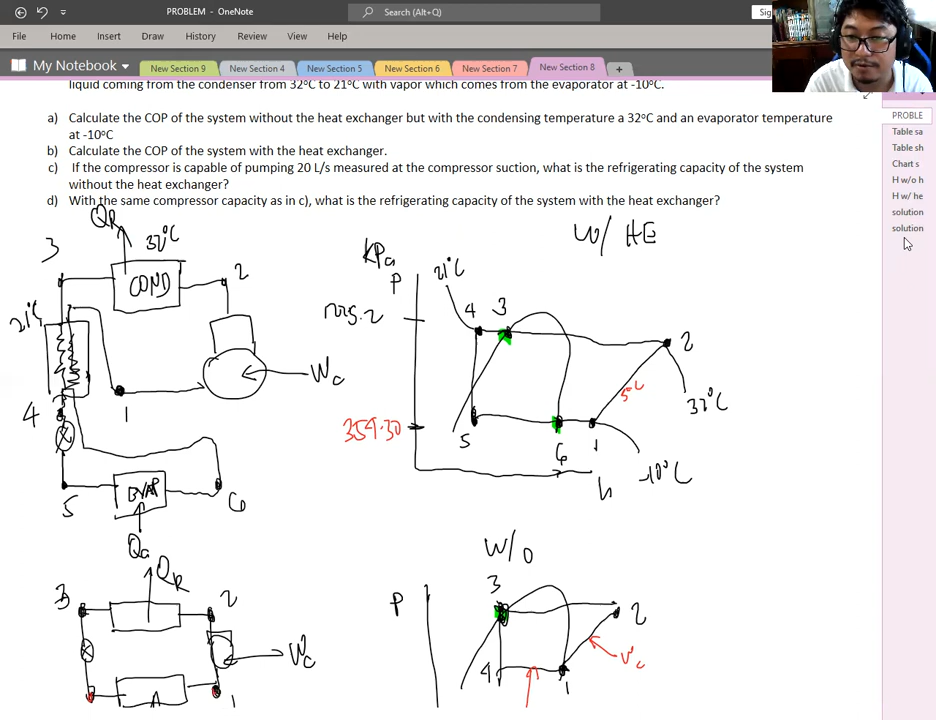 PROBLEM - OneNote
Search (Alt+Q)
Sig
File Home Insert Draw History Review View Help
My Notebook
New Section 9 New Section 4 New Section 5 New Section 6 New Section 7 New Section 8
liquid coming from the condenser from 32°C to 21°C with vapor which comes from the evaporator at -10°C.
a) Calculate the COP of the system without the heat exchanger but with the condensing temperature a 32°C and an evaporator temperature
at -10°C
b) Calculate the COP of the system with the heat exchanger.
c) If the compressor is capable of pumping 20 L/s measured at the compressor suction, what is the refrigerating capacity of the system
without the heat exchanger?
d) With the same compressor capacity as in c), what is the refrigerating capacity of the system with the heat exchanger?
PROBLE
Table sa
Table sh
Chart s
H w/o h
H w/ he
solution
solution
QR
32°C
3
COND
2
21°C
Wc
1
4
5
EVAP
6
QA
W/ HE
KPa
P
21°C
4
3
2
5°C
32°C
354.30
5
6
1
-10°C
h
QR
3
2
Wc
1
W/O
P
3
2
4
1